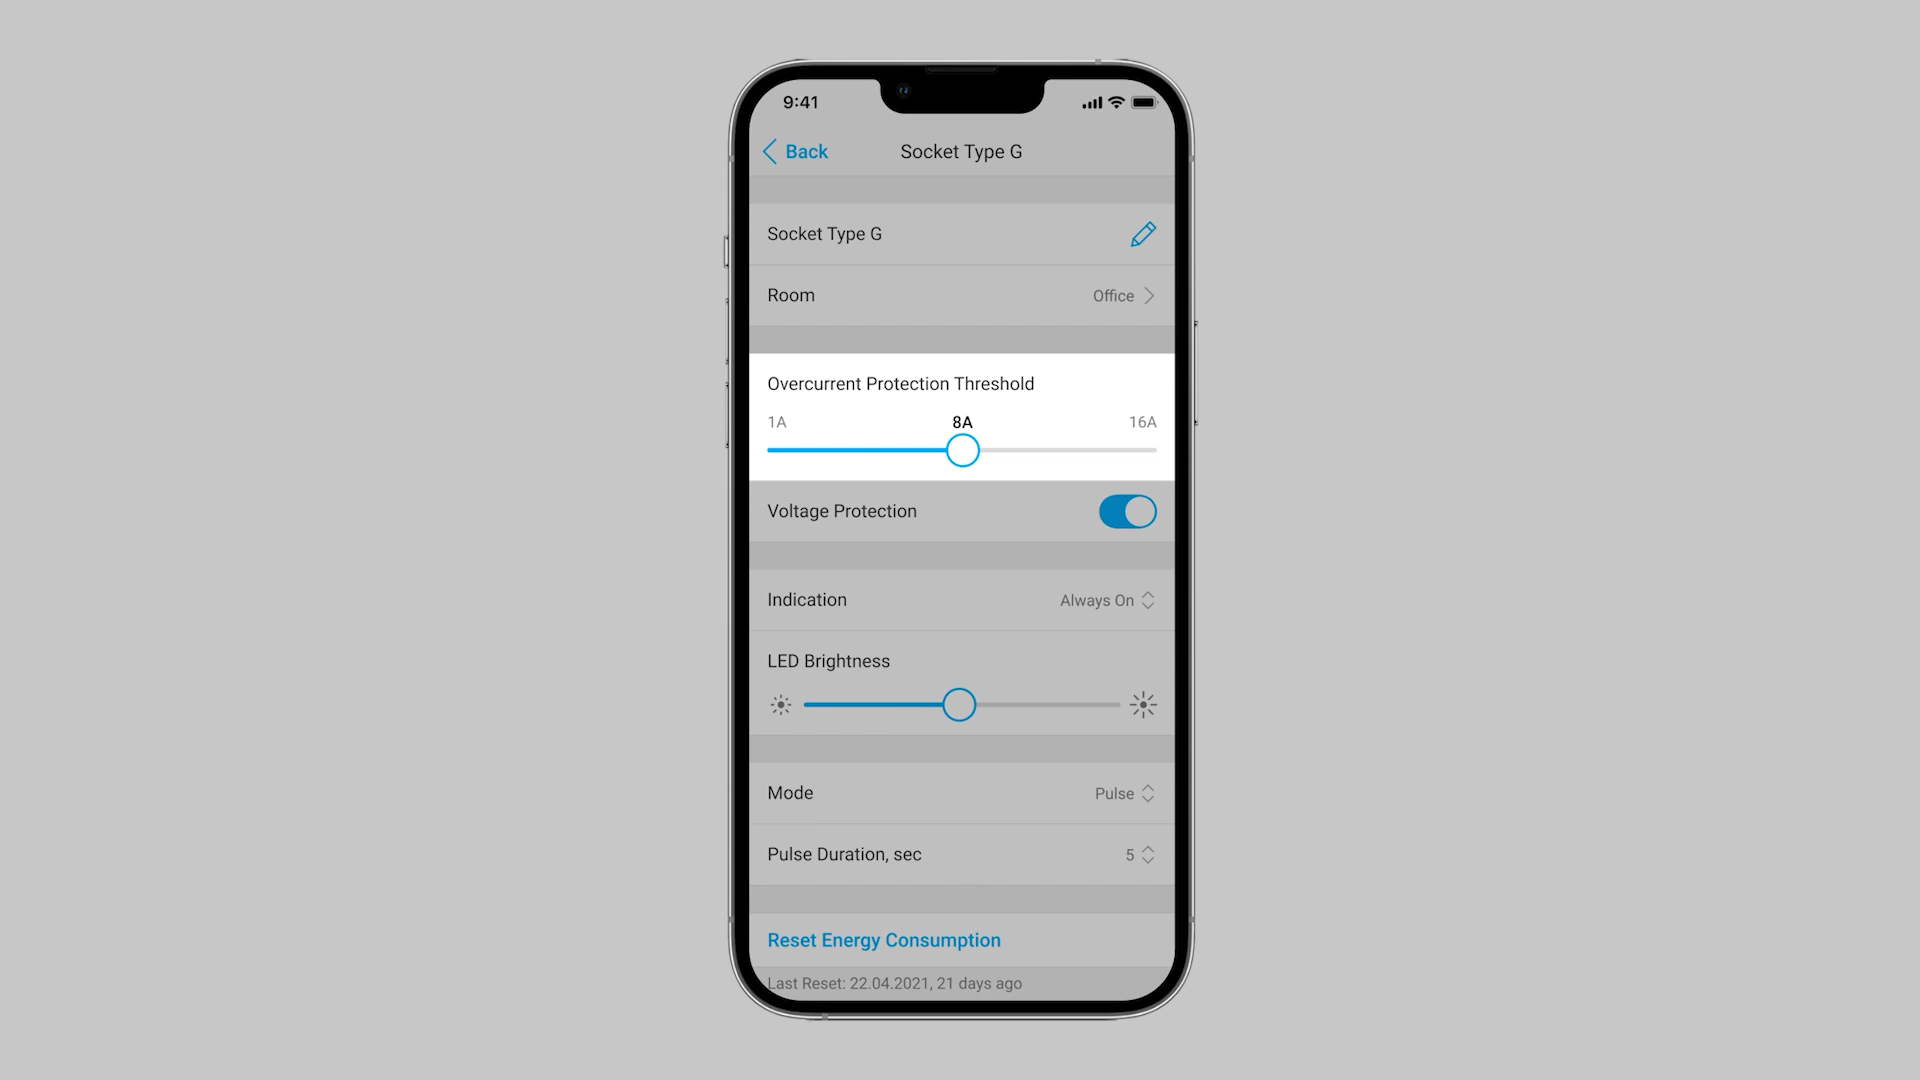 9:41
Back
Socket Type G
Socket Type G
Room
Office
Overcurrent Protection Threshold
1A
8A
16A
Voltage Protection
Indication
Always On
LED Brightness
Mode
Pulse
Pulse Duration, sec
5
Reset Energy Consumption
Last Reset: 22.04.2021, 21 days ago